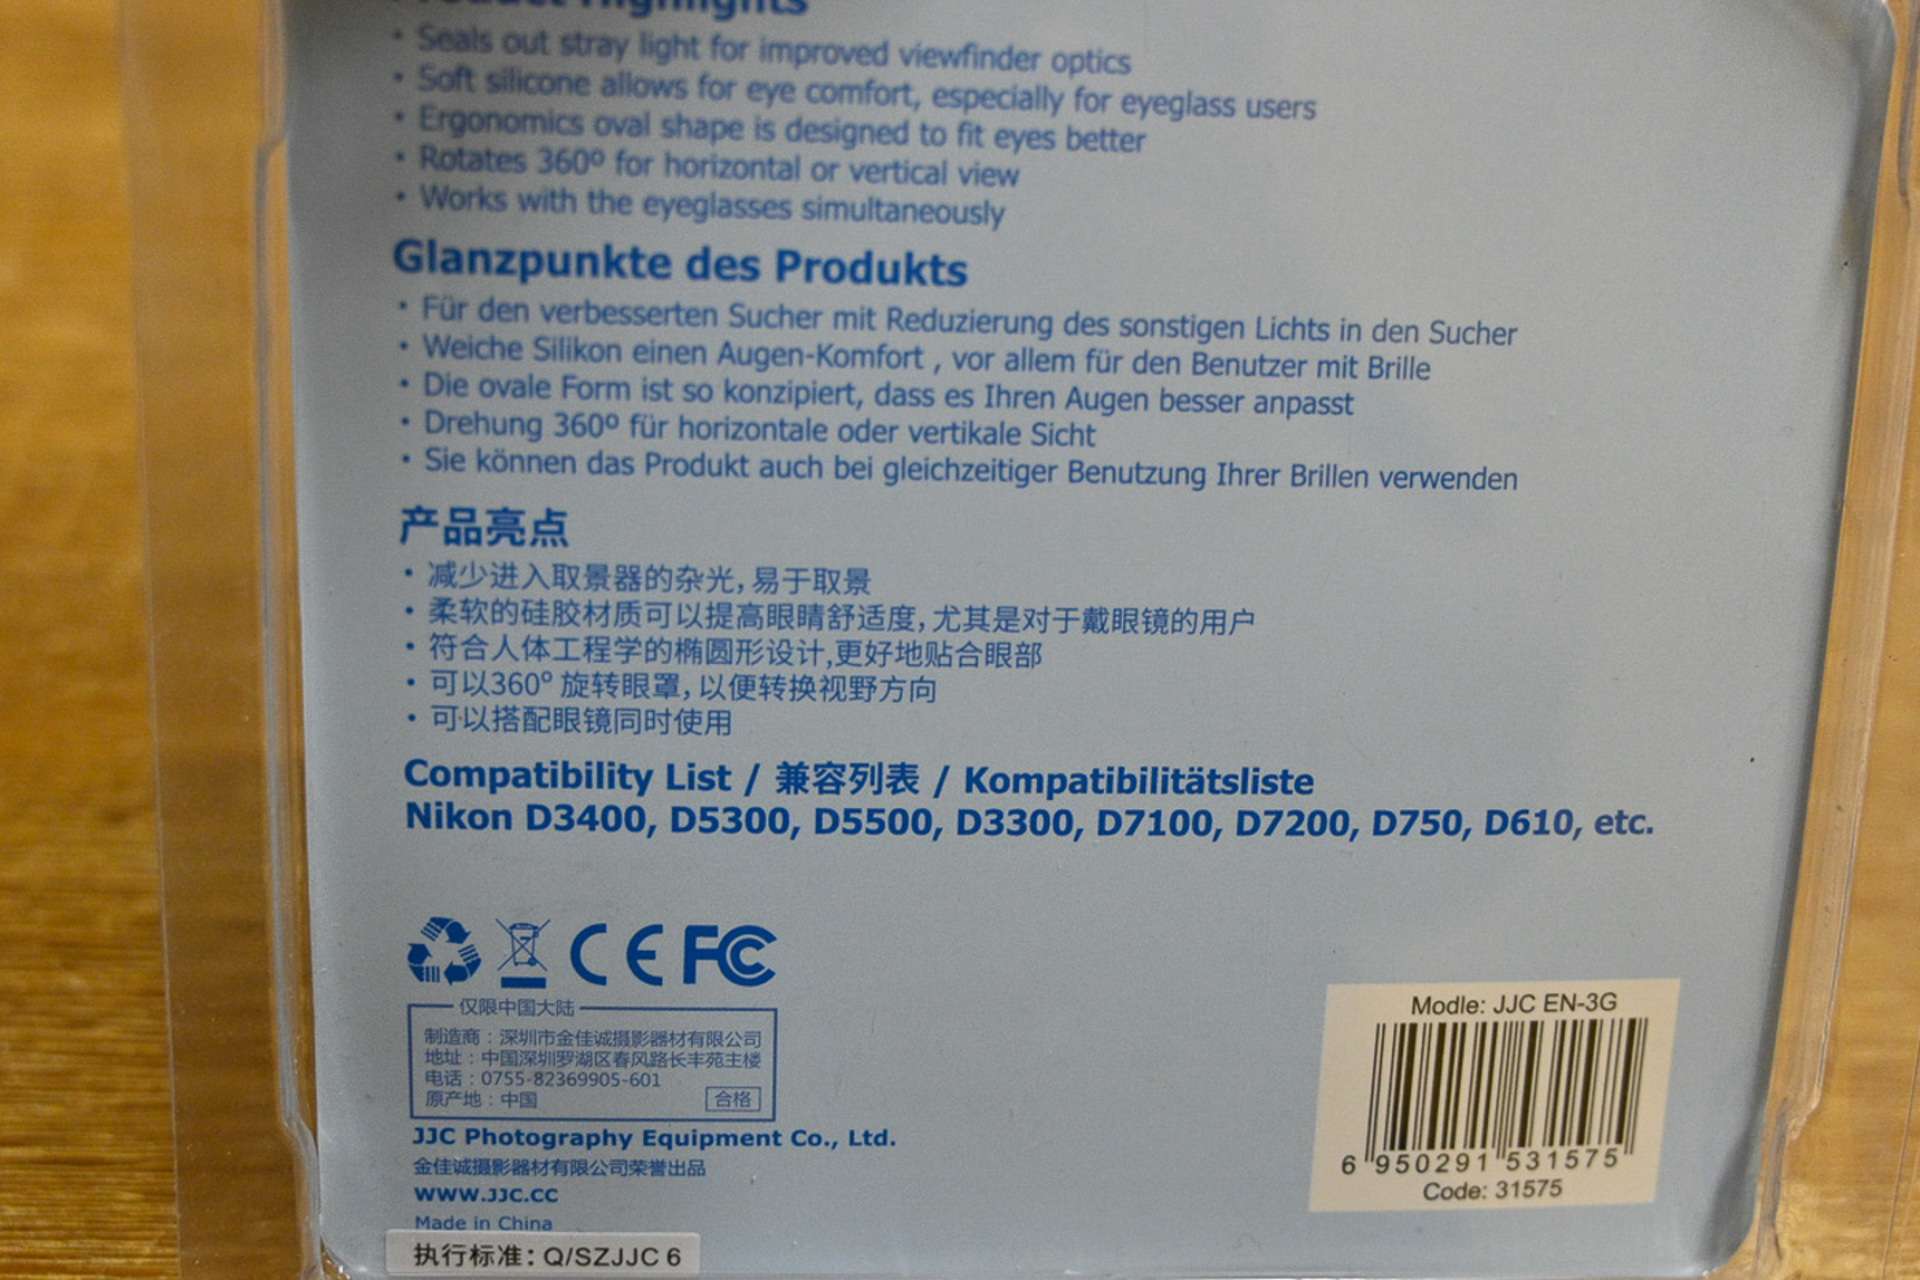 Product Highlights
• Seals out stray light for improved viewfinder optics
• Soft silicone allows for eye comfort, especially for eyeglass users
• Ergonomics oval shape is designed to fit eyes better
• Rotates 360º for horizontal or vertical view
• Works with the eyeglasses simultaneously
Glanzpunkte des Produkts
• Für den verbesserten Sucher mit Reduzierung des sonstigen Lichts in den Sucher
• Weiche Silikon einen Augen-Komfort , vor allem für den Benutzer mit Brille
• Die ovale Form ist so konzipiert, dass es Ihren Augen besser anpasst
• Drehung 360º für horizontale oder vertikale Sicht
• Sie können das Produkt auch bei gleichzeitiger Benutzung Ihrer Brillen verwenden
产品亮点
• 减少进入取景器的杂光,易于取景
• 柔软的硅胶材质可以提高眼睛舒适度,尤其是对于戴眼镜的用户
• 符合人体工程学的椭圆形设计,更好地贴合眼部
• 可以360º 旋转眼罩,以便转换视野方向
• 可以搭配眼镜同时使用
Compatibility List / 兼容列表 / Kompatibilitätsliste
Nikon D3400, D5300, D5500, D3300, D7100, D7200, D750, D610, etc.
CE FC
仅限中国大陆
制造商：深圳市金佳诚摄影器材有限公司
地址：中国深圳罗湖区春风路长丰苑主楼
电话：0755-82369905-601
原产地：中国
合格
JJC Photography Equipment Co., Ltd.
金佳诚摄影器材有限公司荣誉出品
WWW.JJC.CC
Made in China
执行标准：Q/SZJJC 6
Modle: JJC EN-3G
6 950291 531575
Code: 31575